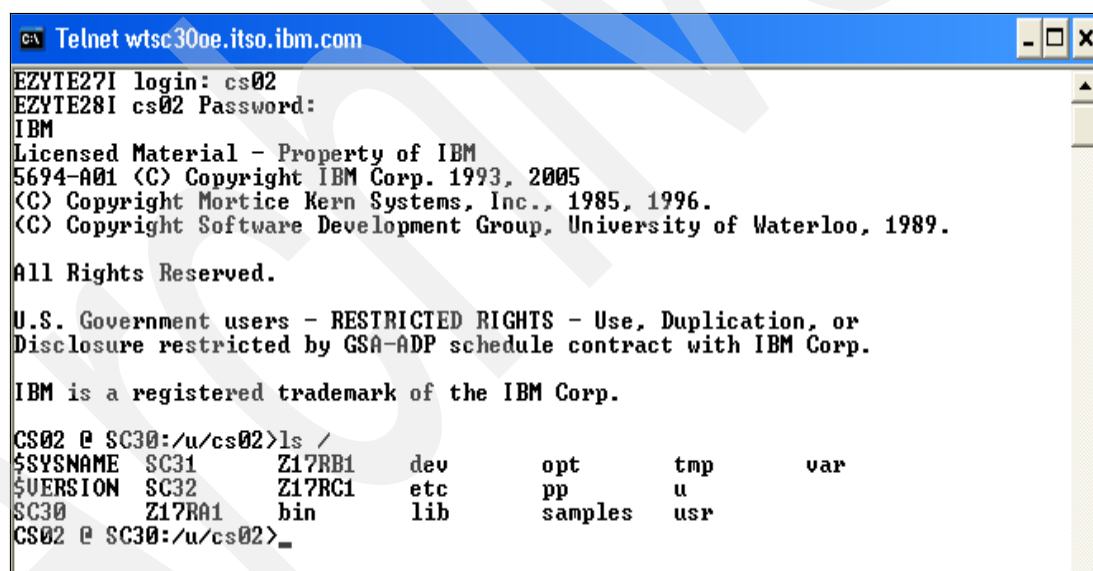 Telnet wtsc30oe.itso.ibm.com
EZYTE27I login: cs02
EZYTE28I cs02 Password:
IBM
Licensed Material - Property of IBM
5694-A01 (C) Copyright IBM Corp. 1993, 2005
(C) Copyright Mortice Kern Systems, Inc., 1985, 1996.
(C) Copyright Software Development Group, University of Waterloo, 1989.
All Rights Reserved.
U.S. Government users - RESTRICTED RIGHTS - Use, Duplication, or
Disclosure restricted by GSA-ADP schedule contract with IBM Corp.
IBM is a registered trademark of the IBM Corp.
CS02 @ SC30:/u/cs02>ls /
$SYSNAME SC31 Z17RB1 dev opt tmp var
$VERSION SC32 Z17RC1 etc pp u
SC30 Z17RA1 bin lib samples usr
CS02 @ SC30:/u/cs02>_